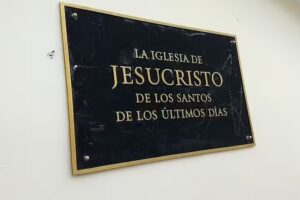 LA IGLESIA DE
JESUCRISTO
DE LOS SANTOS
DE LOS ÚLTIMOS DÍAS